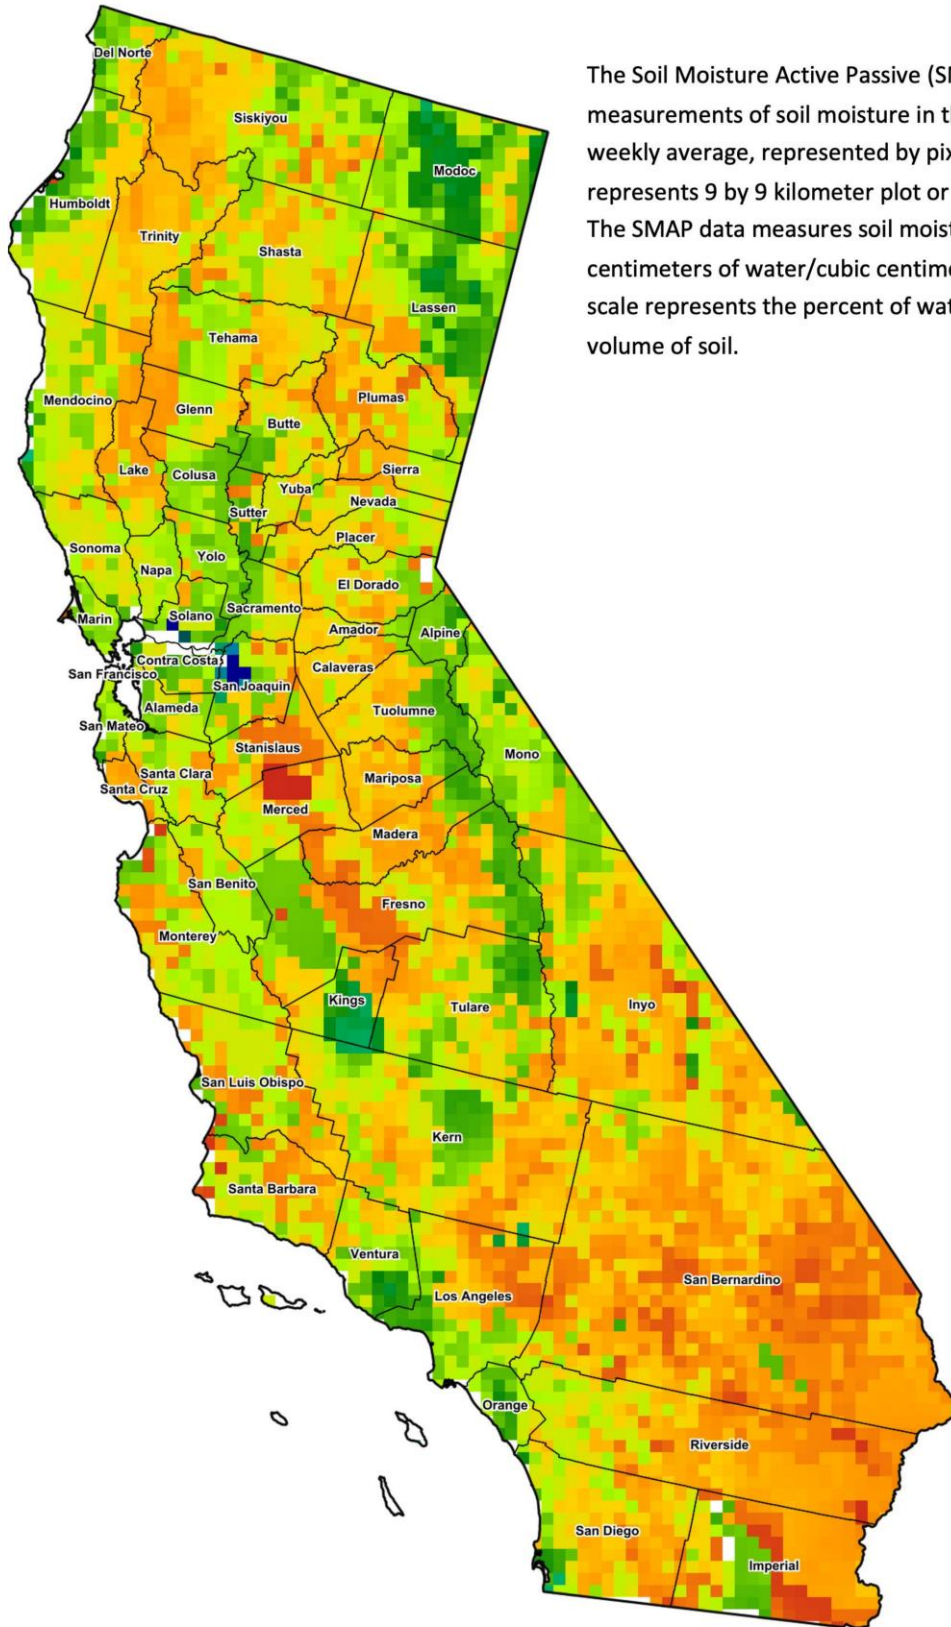 The Soil Moisture Active Passive (S
measurements of soil moisture in t
weekly average, represented by pix
represents 9 by 9 kilometer plot or
The SMAP data measures soil moist
centimeters of water/cubic centime
scale represents the percent of wat
volume of soil.
Del Norte
Siskiyou
Modoc
Humboldt
Trinity
Shasta
Lassen
Tehama
Plumas
Mendocino
Glenn
Butte
Lake
Colusa
Sierra
Yuba
Nevada
Sutter
Placer
Sonoma
Yolo
Napa
El Dorado
Sacramento
Solano
Marin
Amador
Alpine
Contra Costa
Calaveras
San Francisco
San Joaquin
Alameda
Tuolumne
San Mateo
Stanislaus
Mono
Santa Clara
Mariposa
Santa Cruz
Merced
Madera
San Benito
Fresno
Monterey
Kings
Tulare
Inyo
San Luis Obispo
Kern
Santa Barbara
Ventura
San Bernardino
Los Angeles
Orange
Riverside
San Diego
Imperial